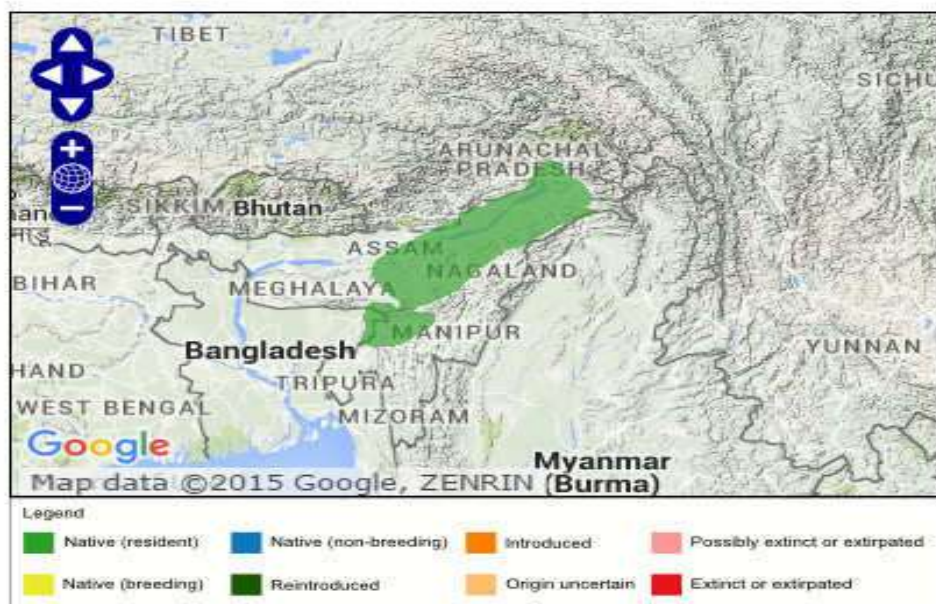 TIBET
SICHU
ARUNACHAL
PRADESH
SIKKIM
Bhutan
ASSAM
NAGALAND
BIHAR
MEGHALAYA
MANIPUR
Bangladesh
YUNNAN
HAND
TRIPURA
WEST BENGAL
MIZORAM
Google
Myanmar
(Burma)
Map data ©2015 Google, ZENRIN
Legend
Native (resident)
Native (non-breeding)
Introduced
Possibly extinct or extirpated
Native (breeding)
Reintroduced
Origin uncertain
Extinct or extirpated